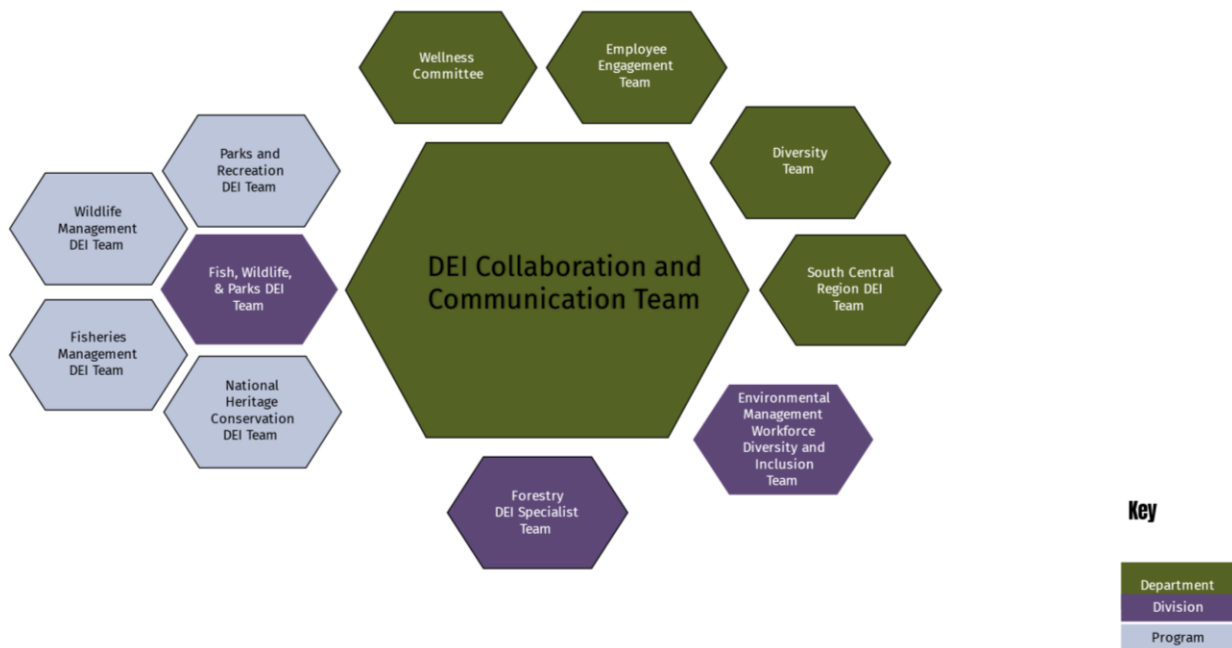 Wellness
Committee
Employee
Engagement
Team
Parks and
Recreation
DEI Team
Diversity
Team
Wildlife
Management
DEI Team
Fish, Wildlife,
& Parks DEI
Team
DEI Collaboration and
Communication Team
South Central
Region DEI
Team
Fisheries
Management
DEI Team
National
Heritage
Conservation
DEI Team
Environmental
Management
Workforce
Diversity and
Inclusion
Team
Forestry
DEI Specialist
Team
Key
Department
Division
Program